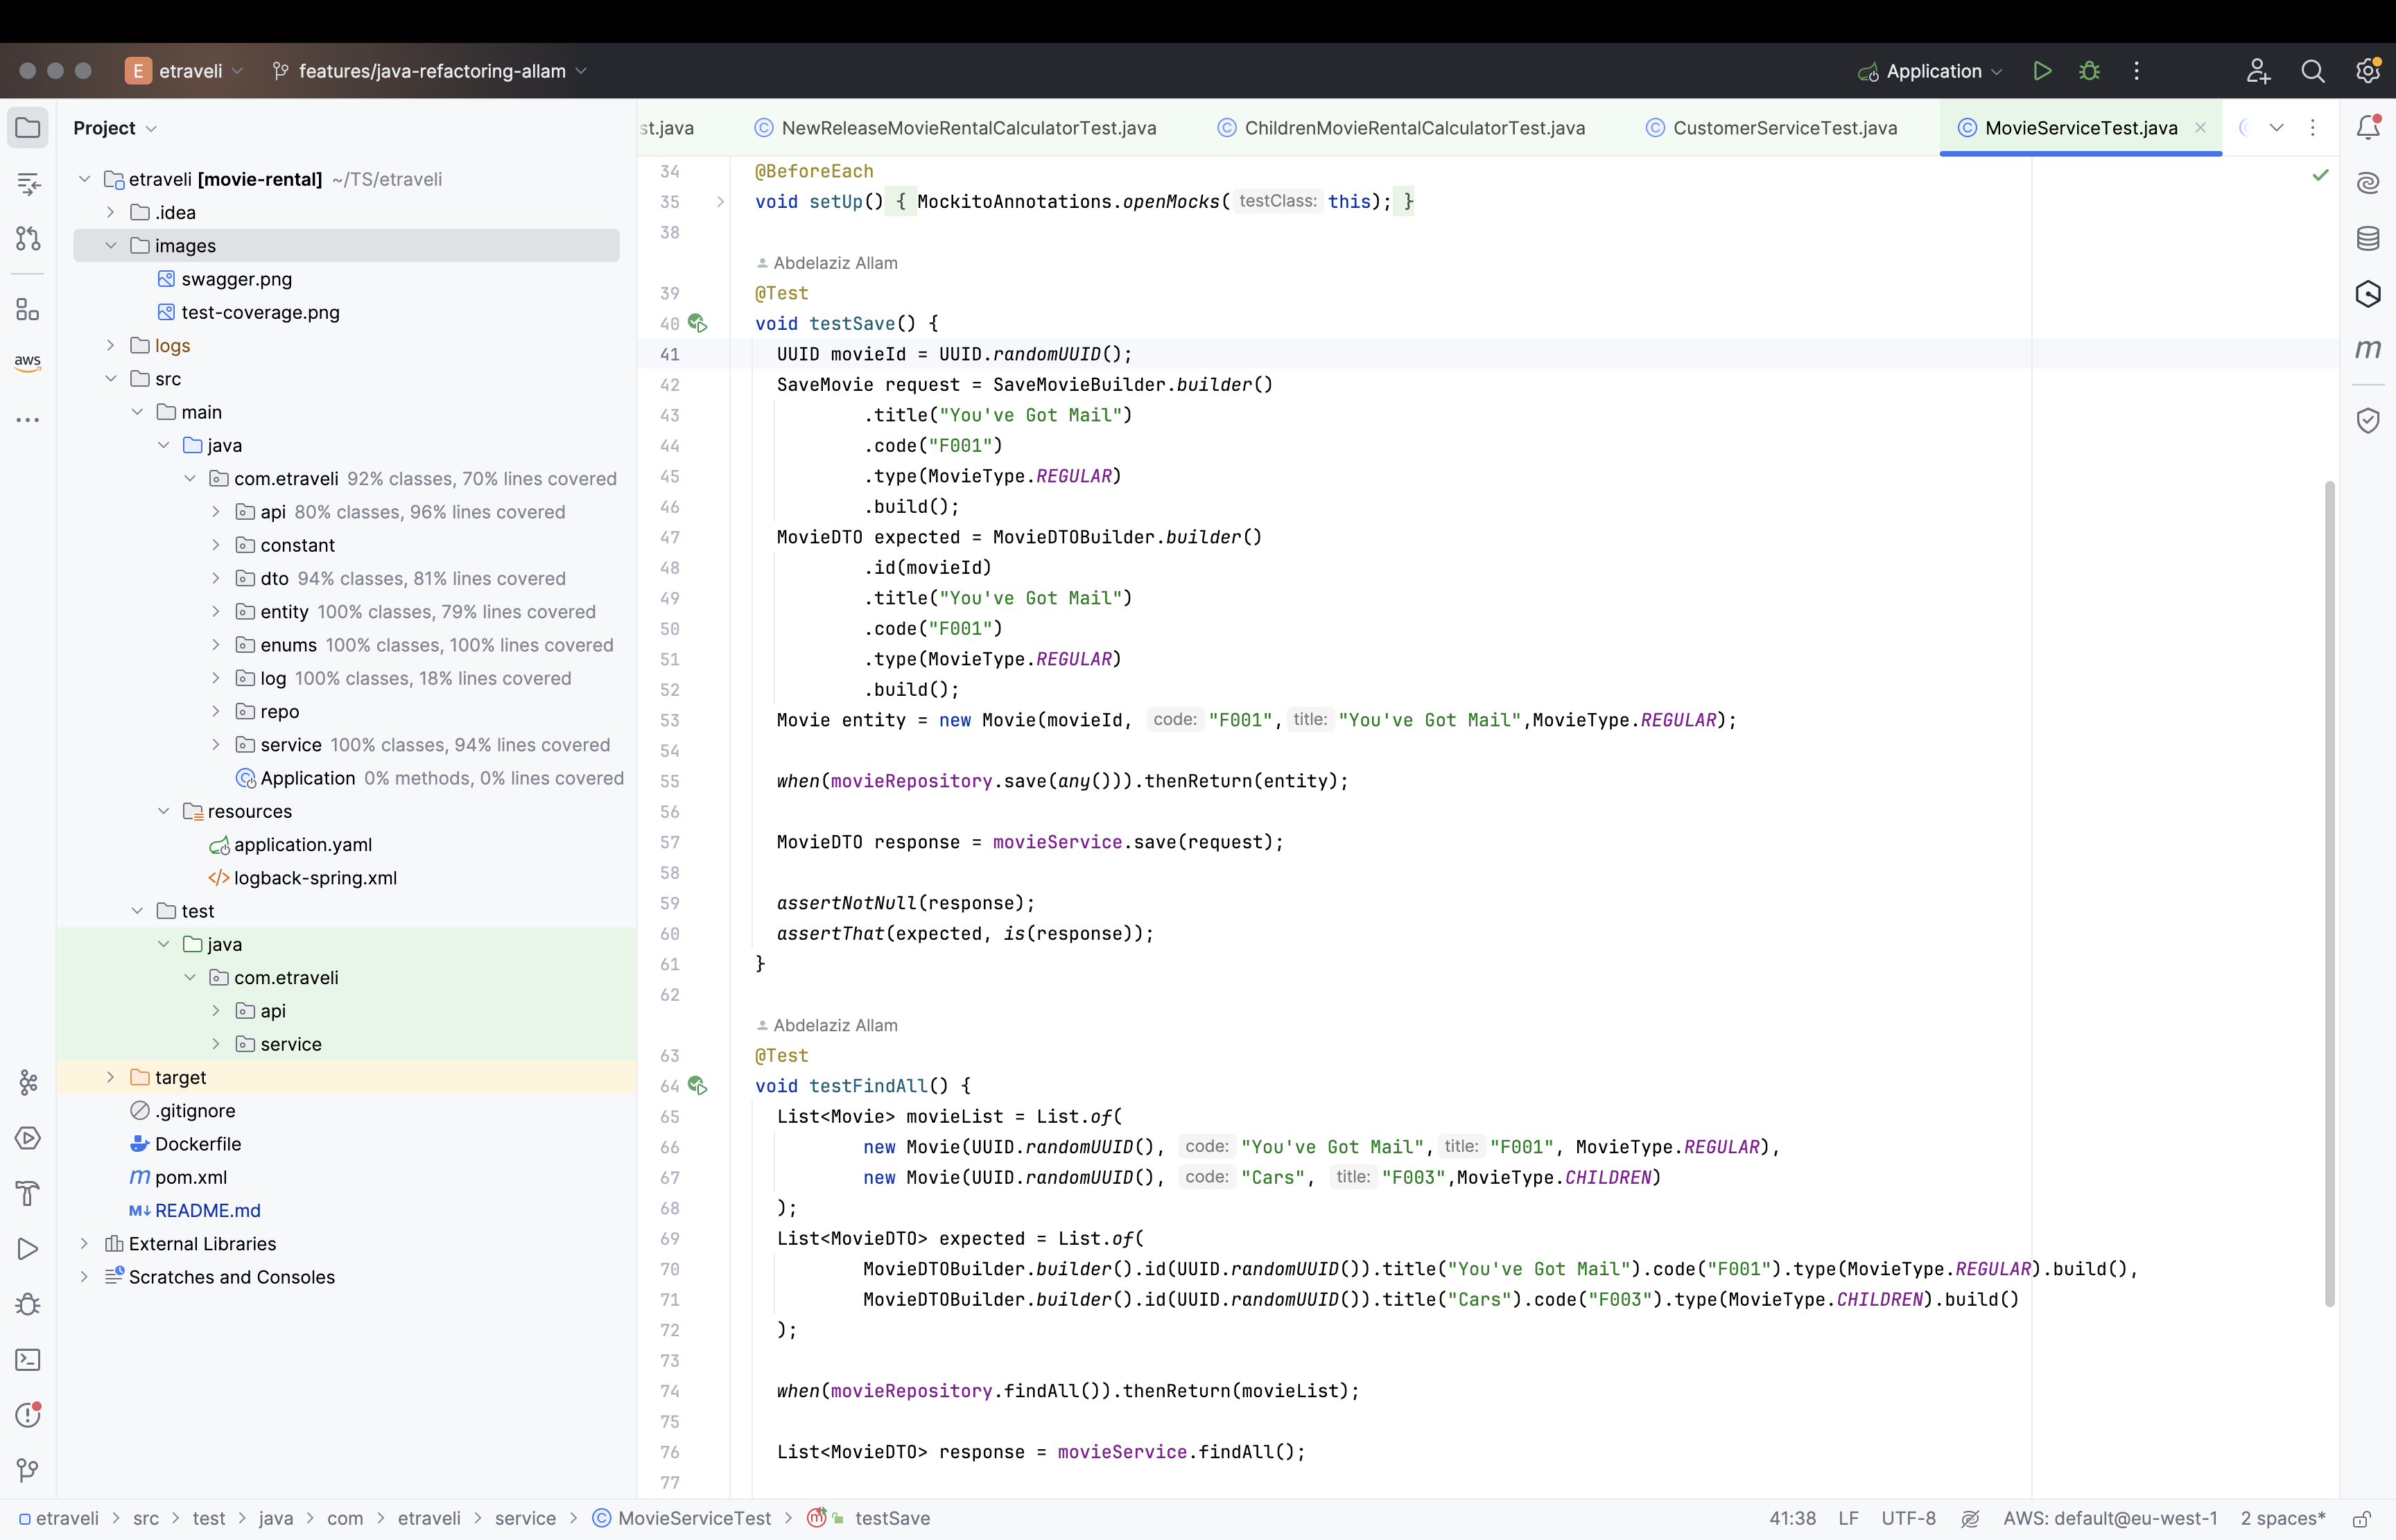 E etraveli features/java-refactoring-allam Application
Project
etraveli [movie-rental] ~/TS/etraveli
.idea
images
swagger.png
test-coverage.png
logs
aws
src
main
java
com.etraveli 92% classes, 70% lines covered
api 80% classes, 96% lines covered
constant
dto 94% classes, 81% lines covered
entity 100% classes, 79% lines covered
enums 100% classes, 100% lines covered
log 100% classes, 18% lines covered
repo
service 100% classes, 94% lines covered
Application 0% methods, 0% lines covered
resources
application.yaml
logback-spring.xml
test
java
com.etraveli
api
service
target
.gitignore
Dockerfile
m pom.xml
M↓ README.md
External Libraries
Scratches and Consoles
st.java NewReleaseMovieRentalCalculatorTest.java ChildrenMovieRentalCalculatorTest.java CustomerServiceTest.java MovieServiceTest.java
34 @BeforeEach
35 void setUp() { MockitoAnnotations.openMocks( testClass: this); }
38
Abdelaziz Allam
39 @Test
40 void testSave() {
41 UUID movieId = UUID.randomUUID();
42 SaveMovie request = SaveMovieBuilder.builder()
43 .title("You've Got Mail")
44 .code("F001")
45 .type(MovieType.REGULAR)
46 .build();
47 MovieDTO expected = MovieDTOBuilder.builder()
48 .id(movieId)
49 .title("You've Got Mail")
50 .code("F001")
51 .type(MovieType.REGULAR)
52 .build();
53 Movie entity = new Movie(movieId, code: "F001", title: "You've Got Mail",MovieType.REGULAR);
54
55 when(movieRepository.save(any())).thenReturn(entity);
56
57 MovieDTO response = movieService.save(request);
58
59 assertNotNull(response);
60 assertThat(expected, is(response));
61 }
62
Abdelaziz Allam
63 @Test
64 void testFindAll() {
65 List<Movie> movieList = List.of(
66 new Movie(UUID.randomUUID(), code: "You've Got Mail", title: "F001", MovieType.REGULAR),
67 new Movie(UUID.randomUUID(), code: "Cars", title: "F003",MovieType.CHILDREN)
68 );
69 List<MovieDTO> expected = List.of(
70 MovieDTOBuilder.builder().id(UUID.randomUUID()).title("You've Got Mail").code("F001").type(MovieType.REGULAR).build(),
71 MovieDTOBuilder.builder().id(UUID.randomUUID()).title("Cars").code("F003").type(MovieType.CHILDREN).build()
72 );
73
74 when(movieRepository.findAll()).thenReturn(movieList);
75
76 List<MovieDTO> response = movieService.findAll();
77
m
etraveli > src > test > java > com > etraveli > service > MovieServiceTest > testSave 41:38 LF UTF-8 AWS: default@eu-west-1 2 spaces*